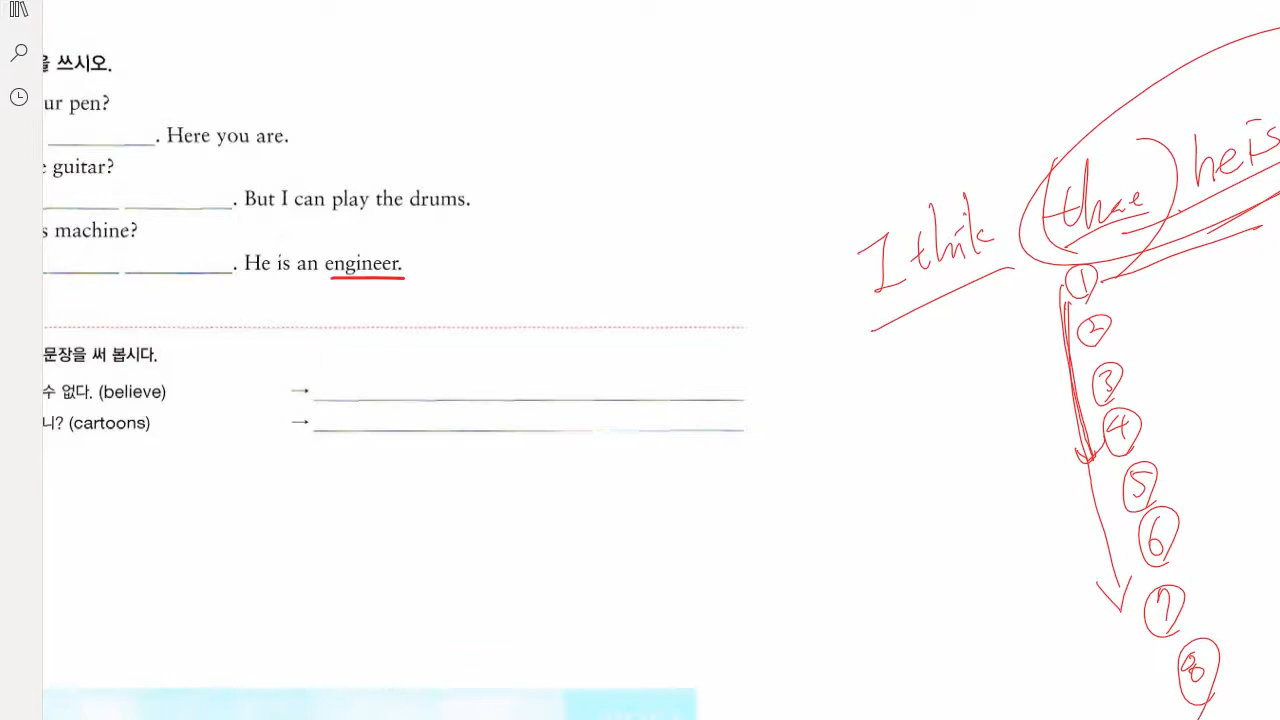 을 쓰시오.
ur pen?
. Here you are.
e guitar?
. But I can play the drums.
s machine?
. He is an engineer.
문장을 써 봅시다.
수 없다. (believe) →
니? (cartoons) →
I think that he is
①
②
③
④
⑤
⑥
⑦
⑧